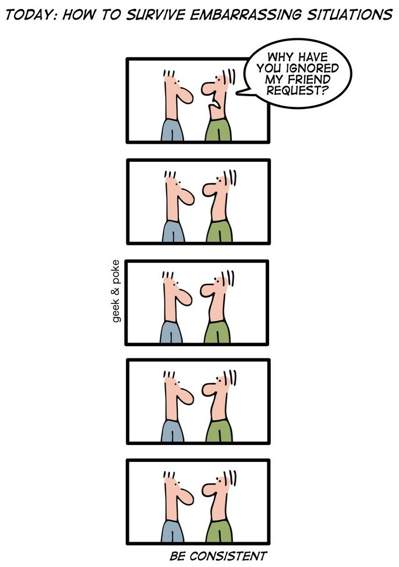 TODAY: HOW TO SURVIVE EMBARRASSING SITUATIONS
WHY HAVE
YOU IGNORED
MY FRIEND
REQUEST?
geek & poke
BE CONSISTENT